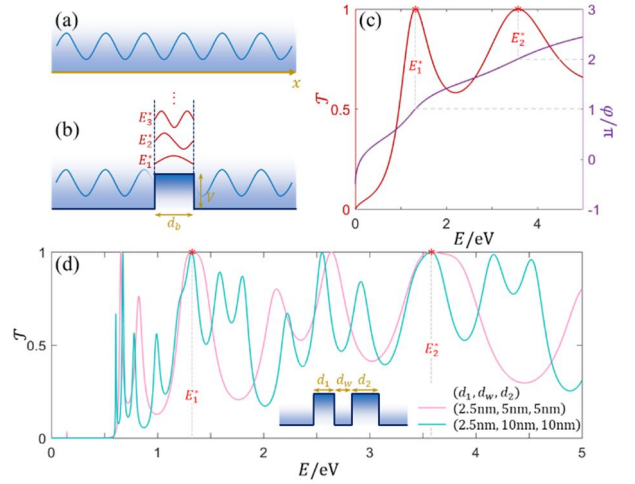 (a)
x
(b)
⋮
E₃*
E₂*
E₁*
V
d_b
(c)
𝒯
1
0.5
0
E₁*
E₂*
3
2
1
0
-1
φ/π
0
2
4
E/eV
(d)
𝒯
1
0.5
0
E₁*
E₂*
d₁ d_w d₂
(d₁, d_w, d₂)
(2.5nm, 5nm, 5nm)
(2.5nm, 10nm, 10nm)
0
1
2
3
4
5
E/eV